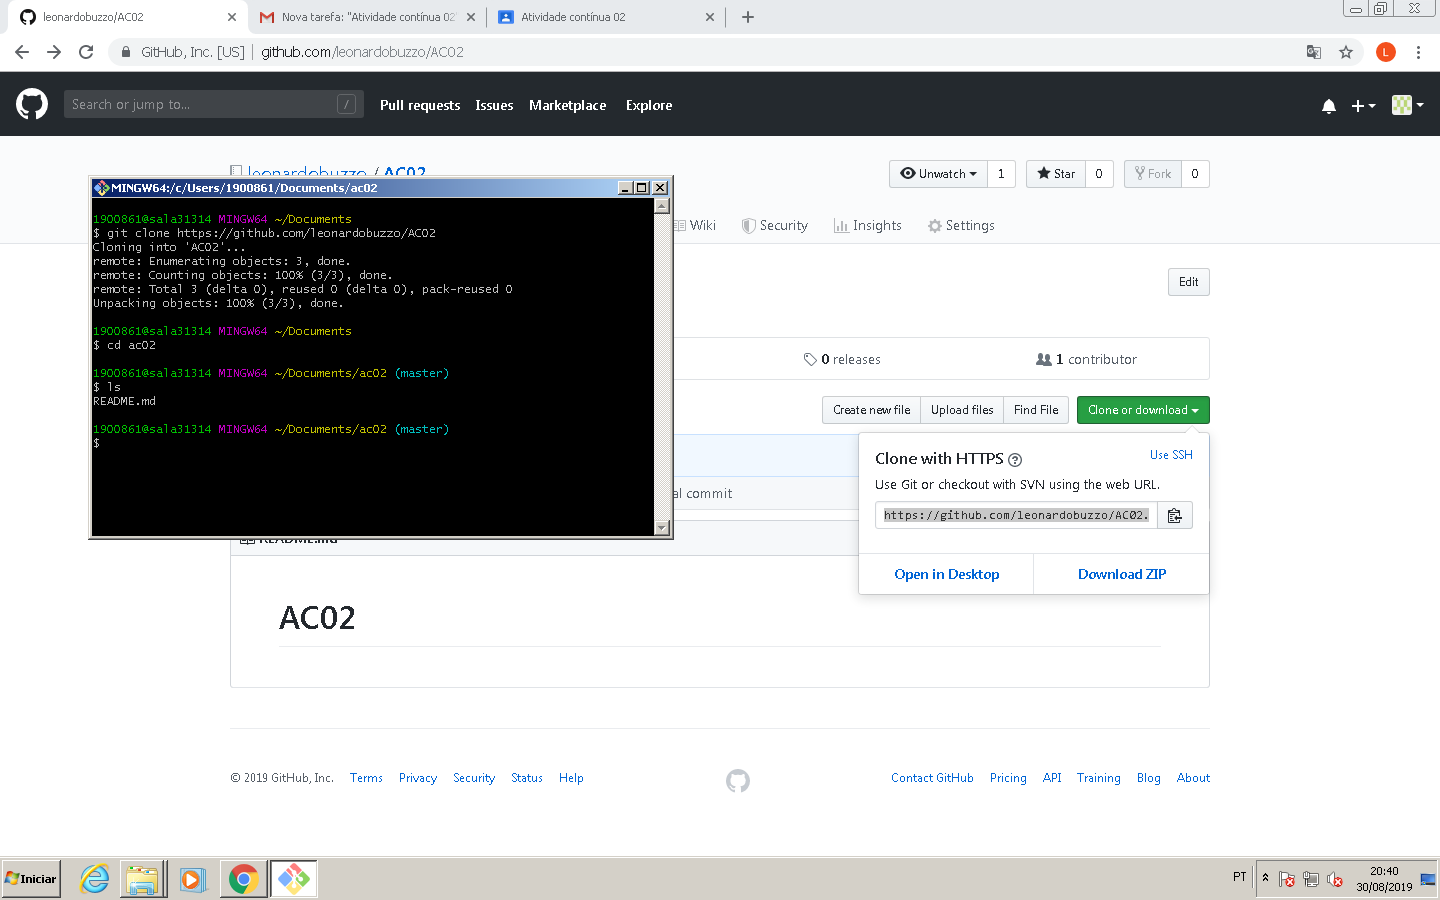 leonardobuzzo/AC02
Nova tarefa: "Atividade contínua 02"
Atividade contínua 02
GitHub, Inc. [US] | github.com/leonardobuzzo/AC02
L
Search or jump to...
/
Pull requests Issues Marketplace Explore
leonardobuzzo / AC02
Unwatch 1 Star 0 Fork 0
MINGW64:/c/Users/1900861/Documents/ac02
Wiki Security Insights Settings
1900861@sala31314 MINGW64 ~/Documents
$ git clone https://github.com/leonardobuzzo/AC02
Cloning into 'AC02'...
remote: Enumerating objects: 3, done.
remote: Counting objects: 100% (3/3), done.
remote: Total 3 (delta 0), reused 0 (delta 0), pack-reused 0
Unpacking objects: 100% (3/3), done.
1900861@sala31314 MINGW64 ~/Documents
$ cd ac02
1900861@sala31314 MINGW64 ~/Documents/ac02 (master)
$ ls
README.md
1900861@sala31314 MINGW64 ~/Documents/ac02 (master)
$
Edit
0 releases
1 contributor
Create new file Upload files Find File Clone or download
Clone with HTTPS ?
Use SSH
Use Git or checkout with SVN using the web URL.
https://github.com/leonardobuzzo/AC02.
Open in Desktop Download ZIP
al commit
README.md
AC02
© 2019 GitHub, Inc. Terms Privacy Security Status Help
Contact GitHub Pricing API Training Blog About
Iniciar
PT
20:40
30/08/2019